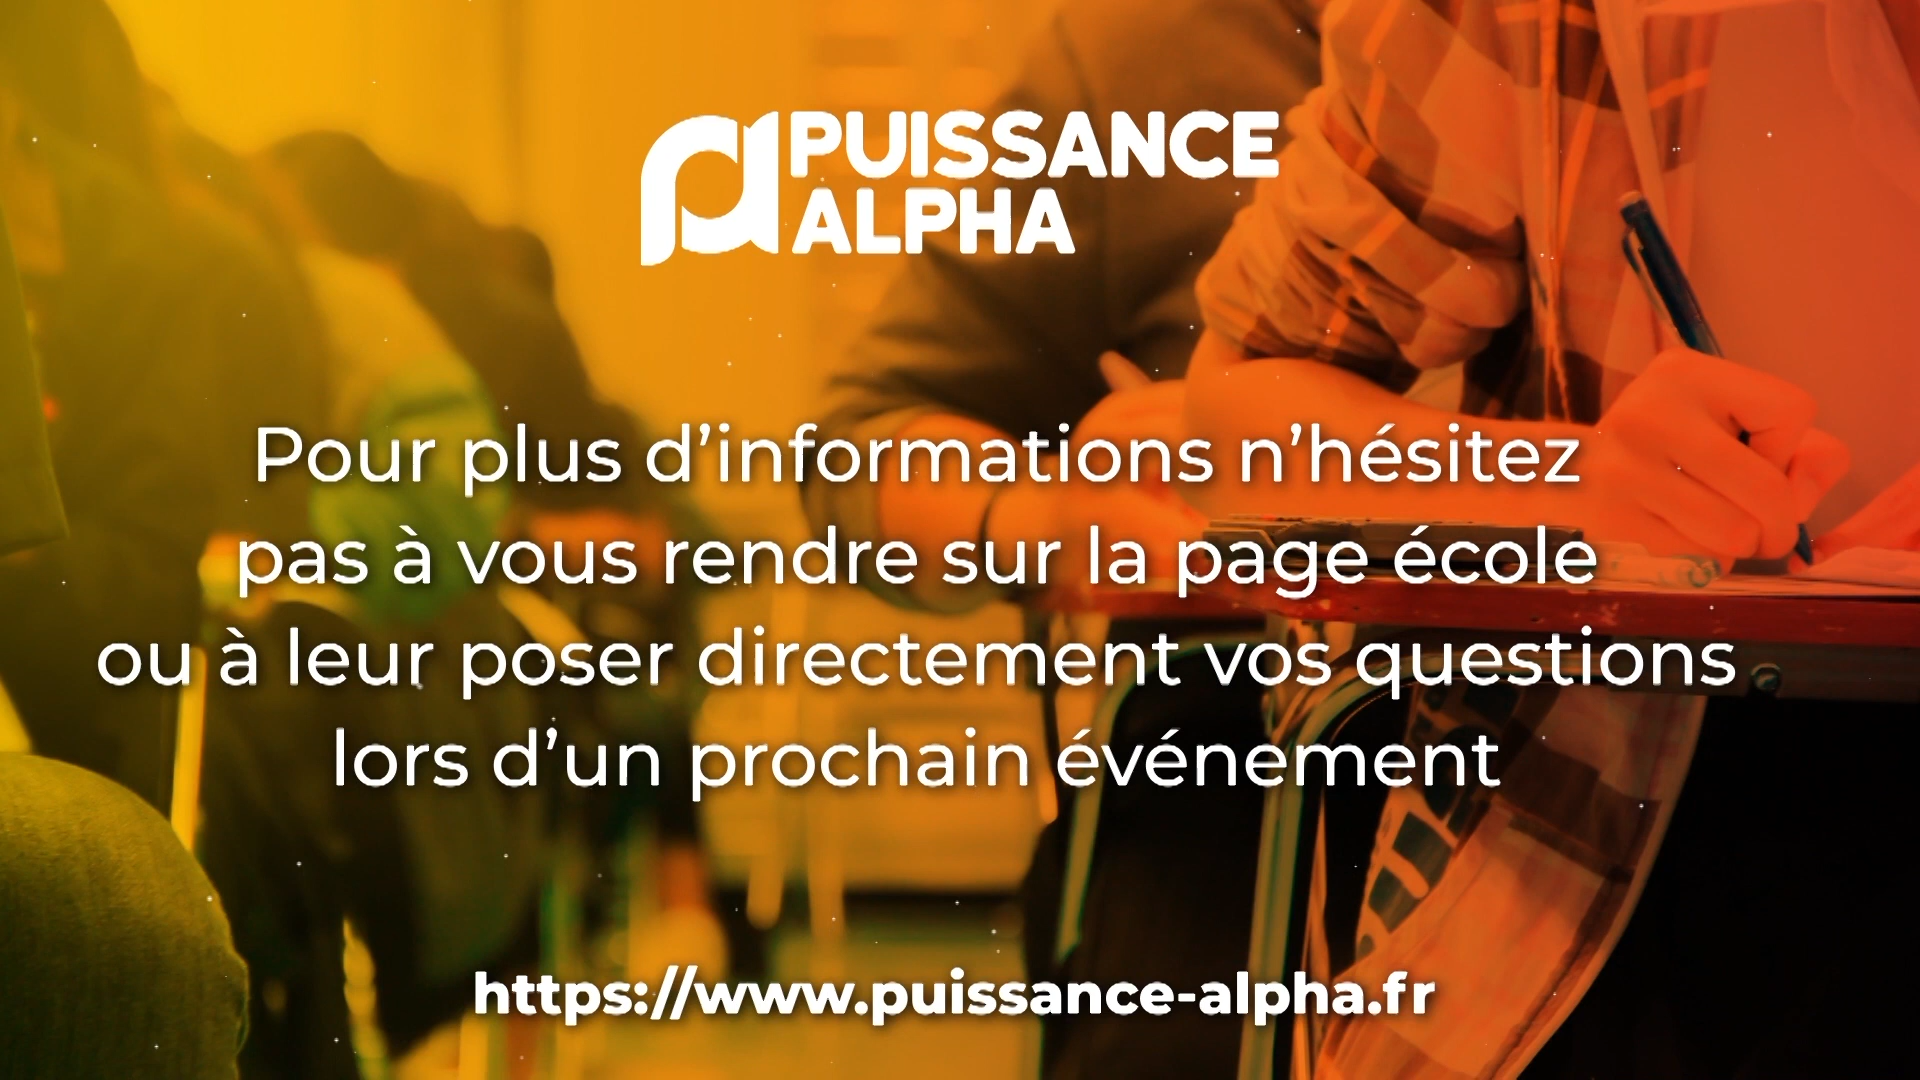 PUISSANCE
ALPHA
Pour plus d’informations n’hésitez
pas à vous rendre sur la page école
ou à leur poser directement vos questions
lors d’un prochain événement
https://www.puissance-alpha.fr